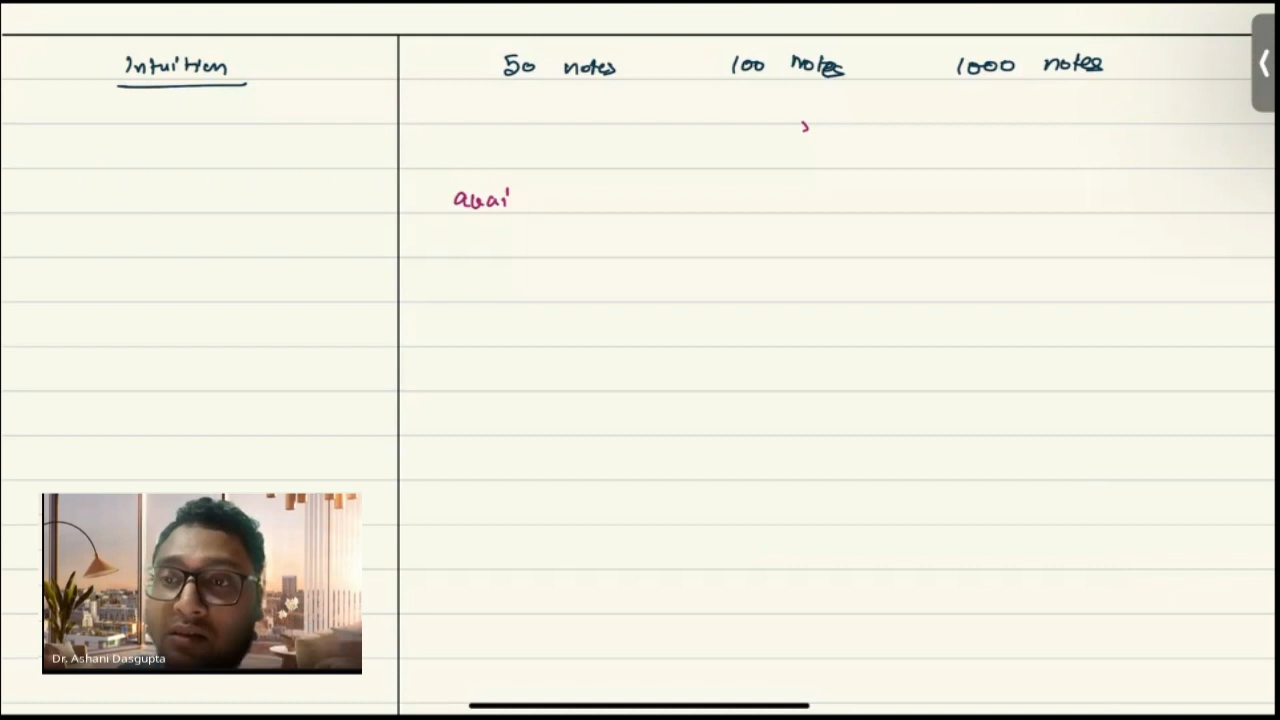 Intuition 50 notes 100 notes 1000 notes
avai
Dr. Ashani Dasgupta